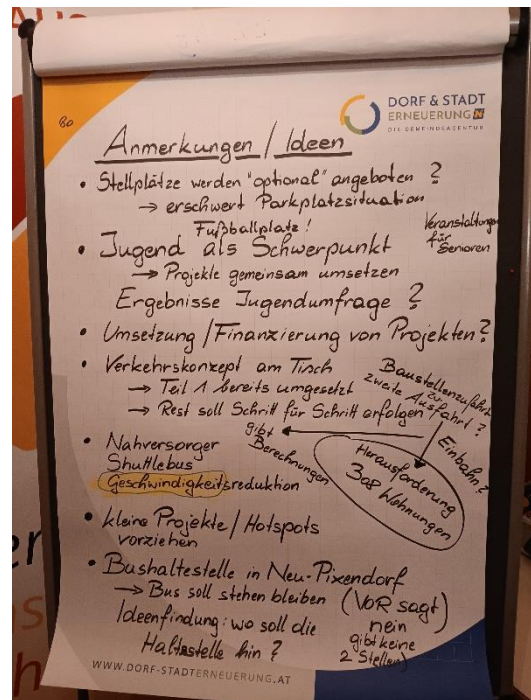 80
DORF & STADT
ERNEUERUNG N
DIE GEMEINDEAGENTUR
Anmerkungen / Ideen
• Stellplätze werden "optional" angeboten ?
→ erschwert Parkplatzsituation
Fußballplatz!
Veranstaltungen
für
Senioren
• Jugend als Schwerpunkt
→ Projekte gemeinsam umsetzen
Ergebnisse Jugendumfrage ?
• Umsetzung / Finanzierung von Projekten?
• Verkehrskonzept am Tisch
→ Teil 1 bereits umgesetzt
→ Rest soll Schritt für Schritt erfolgen
Baustellenzufahrt
zu
zweite Ausfahrt?
Einbahn?
gibt
Berechnungen
Herausforderung
308 Wohnungen
• Nahversorger
Shuttlebus
Geschwindigkeitsreduktion
• kleine Projekte / Hotspots
vorziehen
• Bushaltestelle in Neu-Pixendorf
→ Bus soll stehen bleiben
(VOR sagt)
nein
gibt keine
2 Stellen)
Ideenfindung: wo soll die
Haltestelle hin ?
WWW.DORF-STADTERNEUERUNG.AT